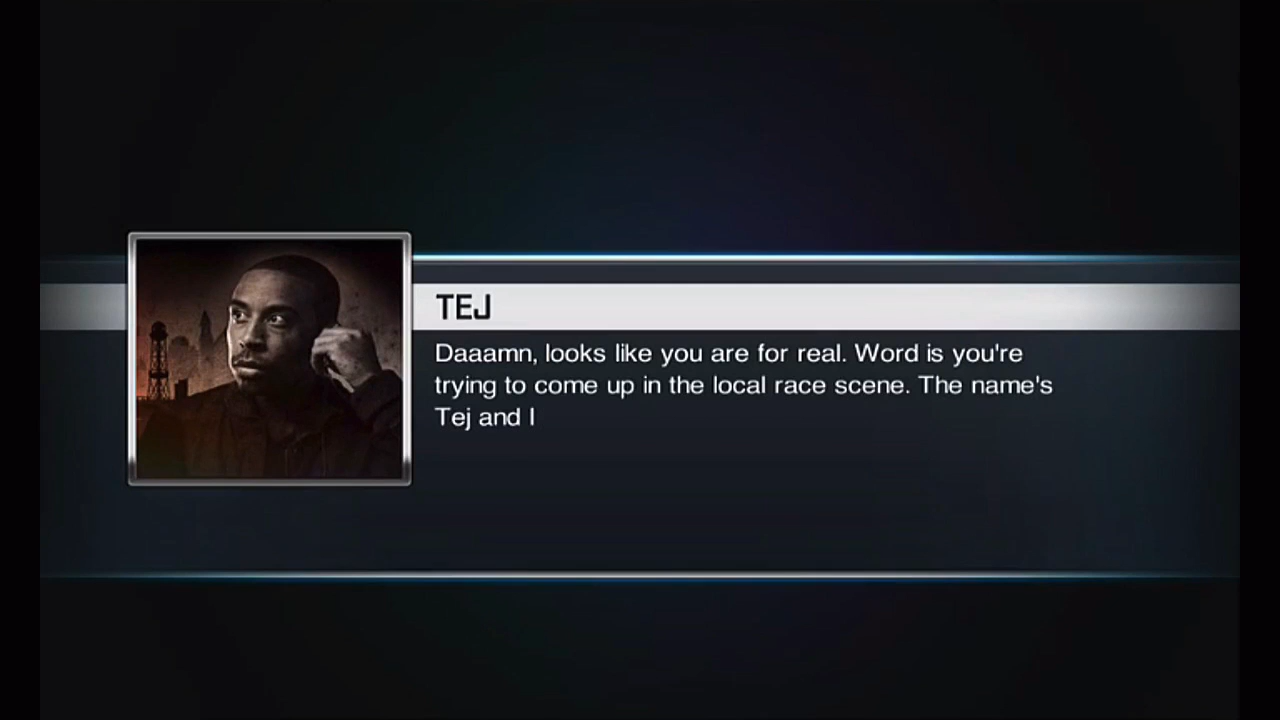 TEJ
Daaamn, looks like you are for real. Word is you're
trying to come up in the local race scene. The name's
Tej and I